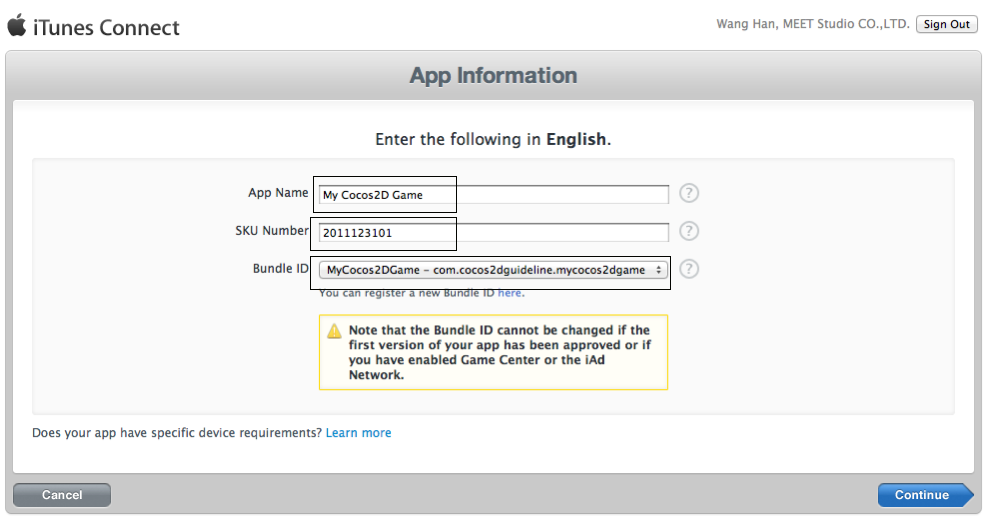 iTunes Connect
Wang Han, MEET Studio CO.,LTD.
Sign Out
App Information
Enter the following in English.
App Name
My Cocos2D Game
?
SKU Number
2011123101
?
Bundle ID
MyCocos2DGame – com.cocos2dguideline.mycocos2dgame
?
You can register a new Bundle ID here.
Note that the Bundle ID cannot be changed if the
first version of your app has been approved or if
you have enabled Game Center or the iAd
Network.
Does your app have specific device requirements? Learn more
Cancel
Continue